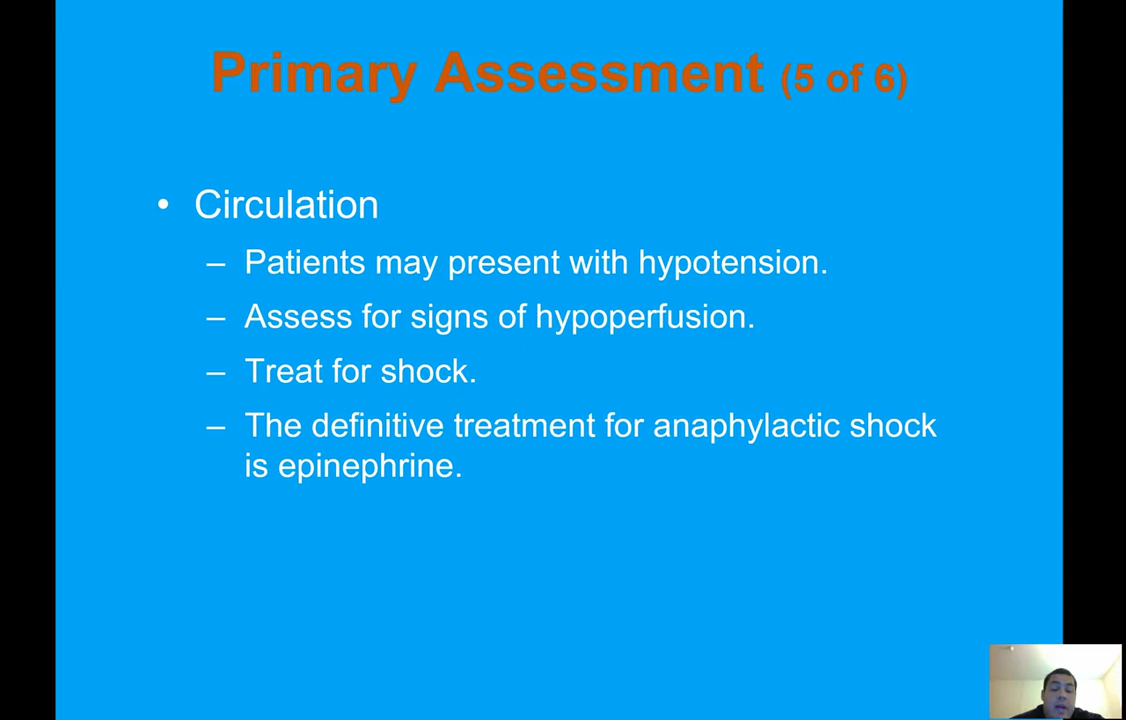 Primary Assessment (5 of 6)
• Circulation
– Patients may present with hypotension.
– Assess for signs of hypoperfusion.
– Treat for shock.
– The definitive treatment for anaphylactic shock
is epinephrine.